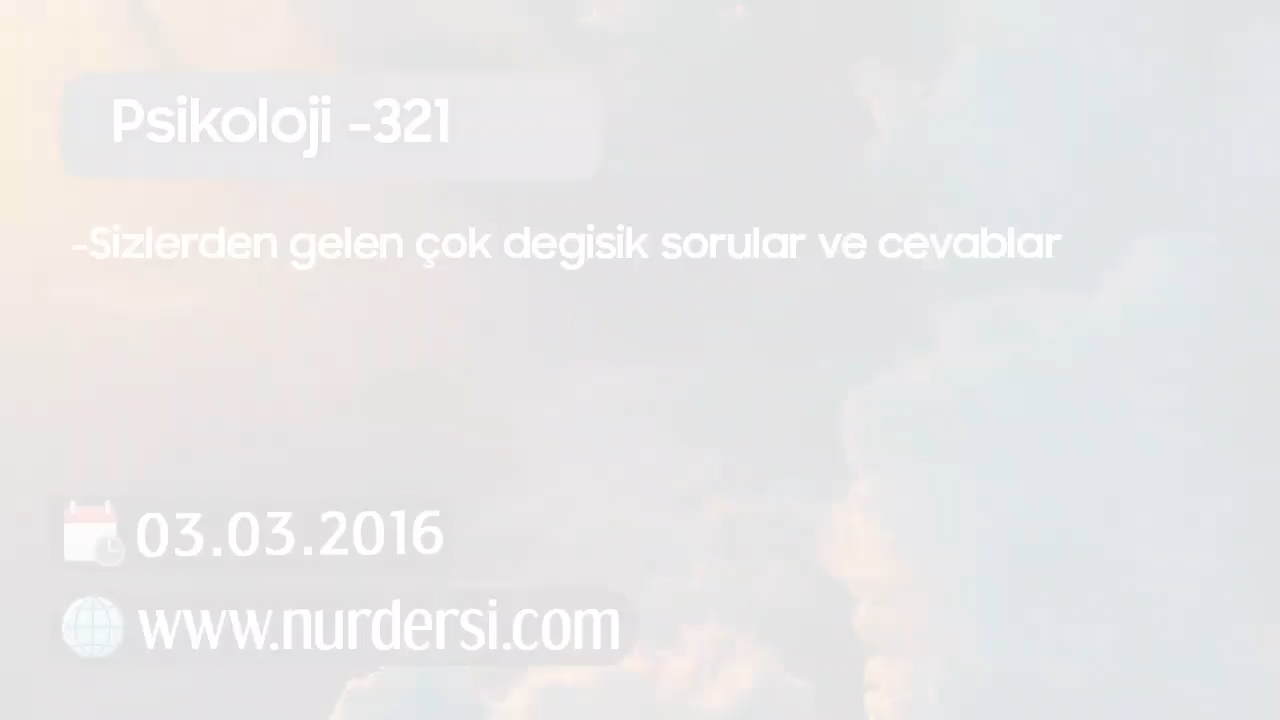 Psikoloji -321
-Sizlerden gelen çok degisik sorular ve cevablar
03.03.2016
www.nurdersi.com